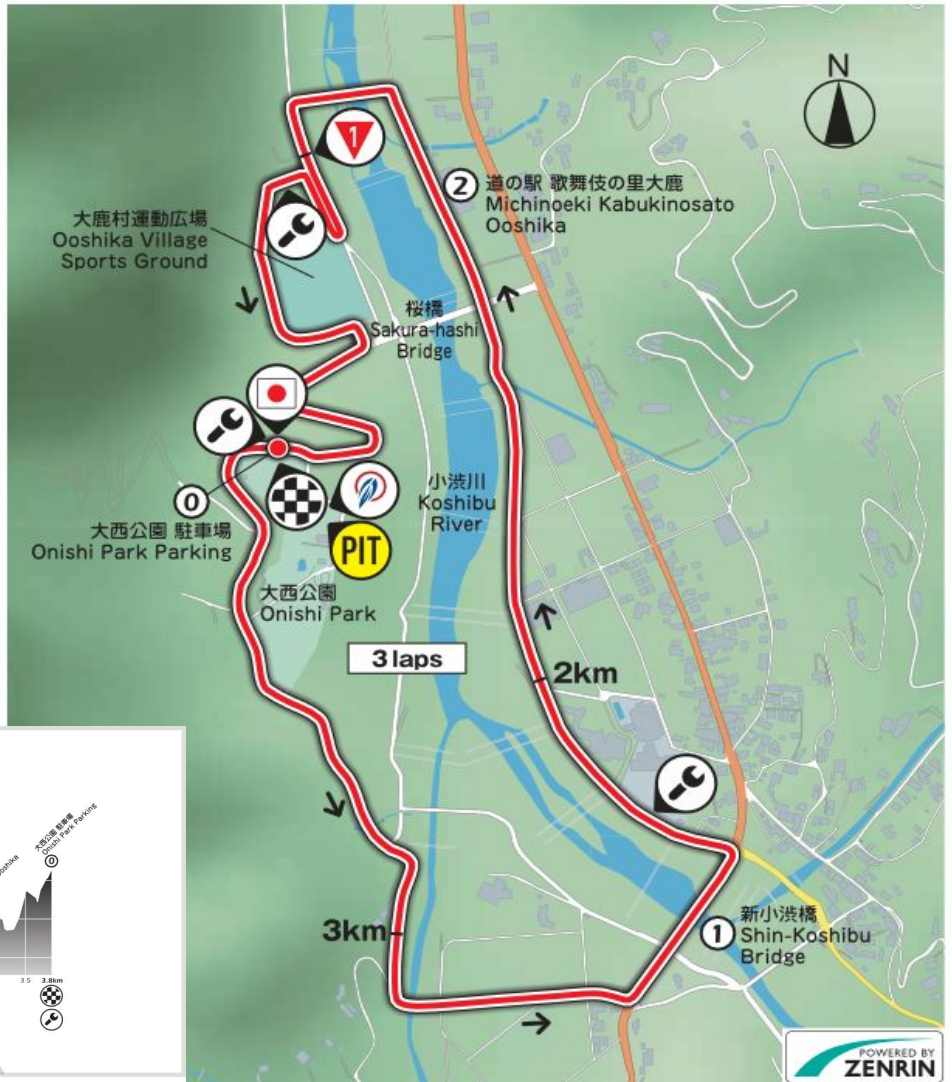 N
1
大鹿村運動広場
Ooshika Village
Sports Ground
2
道の駅 歌舞伎の里大鹿
Michinoeki Kabukinosato
Ooshika
桜橋
Sakura-hashi
Bridge
0
大西公園 駐車場
Onishi Park Parking
小渋川
Koshibu
River
PIT
大西公園
Onishi Park
3 laps
2km
3km
1
新小渋橋
Shin-Koshibu
Bridge
ooshika
大西公園 駐車場
Onishi Park Parking
0
3.5
3.8km
POWERED BY
ZENRIN